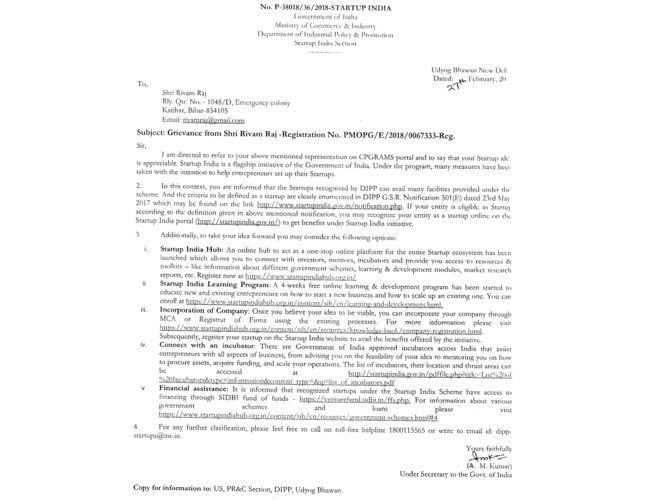 No. P-38018/36/2018-STARTUP INDIA
Government of India
Ministry of Commerce & Industry
Department of Industrial Policy & Promotion
Startup India Section
Udyog Bhawan New Del
Dated: 27th February, 20
To,
Shri Rivam Raj
Rly. Qtr. No. - 1048/D, Emergency colony
Katihar, Bihar-854105
Email: rivamraj@gmail.com
Subject: Grievance from Shri Rivam Raj -Registration No. PMOPG/E/2018/0067333-Reg.
Sir,
I am directed to refer to your above mentioned representation on CPGRAMS portal and to say that your Startup ide
is appreciable. Startup India is a flagship initiative of the Government of India. Under the program, many measures have been
taken with the intention to help entrepreneurs set up their Startups.
2. In this context, you are informed that the Startups recognized by DIPP can avail many facilities provided under the
scheme. And the criteria to be defined as a startup are clearly enumerated in DIPP G.S.R. Notification 501(E) dated 23rd May
2017 which may be found on the link http://www.startupindia.gov.in/notification.php. If your entity is eligible as Startup
according to the definition given in above mentioned notification, you may recognize your entity as a startup online on the
Startup India portal (http://startupindia.gov.in/) to get benefits under Startup India initiative.
3. Additionally, to take your idea forward you may consider the following options:
i. Startup India Hub: An online hub to act as a one-stop online platform for the entire Startup ecosystem has been
launched which allows you to connect with investors, mentors, incubators and provide you access to resources &
toolkits – like information about different government schemes, learning & development modules, market research
reports, etc. Register now at https://www.startupindiahub.org.in/
ii. Startup India Learning Program: A 4-weeks free online learning & development program has been started to
educate new and existing entrepreneurs on how to start a new business and how to scale up an existing one. You can
enroll at https://www.startupindiahub.org.in/content/sih/en/learning-and-development.html.
iii. Incorporation of Company: Once you believe your idea to be viable, you can incorporate your company through
MCA or Registrar of Firms using the existing processes. For more information please visit
https://www.startupindiahub.org.in/content/sih/en/reources/knowledge-bank/company-registration.html.
Subsequently, register your startup on the Startup India website to avail the benefits offered by the initiative.
iv. Connect with an incubator: There are Government of India approved incubators across India that assist
entrepreneurs with all aspects of business, from advising you on the feasibility of your idea to mentoring you on how
to procure assets, acquire funding, and scale your operations. The list of incubators, their location and thrust areas can
be accessed at http://startupindia.gov.in/pdffile.php?title=List%20of
%20Incubators&type=information&content_type=&q=list_of_incubators.pdf
v Financial assistance: It is informed that recognized startups under the Startup India Scheme have access to
financing through SIDBI fund of funds - https://venturefund.sidbi.in/ffs.php. For information about various
government schemes and loans please visit
https://www.startupindiahub.org.in/content/sih/en/reources/government-schemes.html#4
4. For any further clarification, please feel free to call on toll-free helpline 1800115565 or write to email id: dipp-
startups@nic.in.
Yours faithfully
(A. M. Kumar)
Under Secretary to the Govt. of India
Copy for information to: US, PR&C Section, DIPP, Udyog Bhawan.